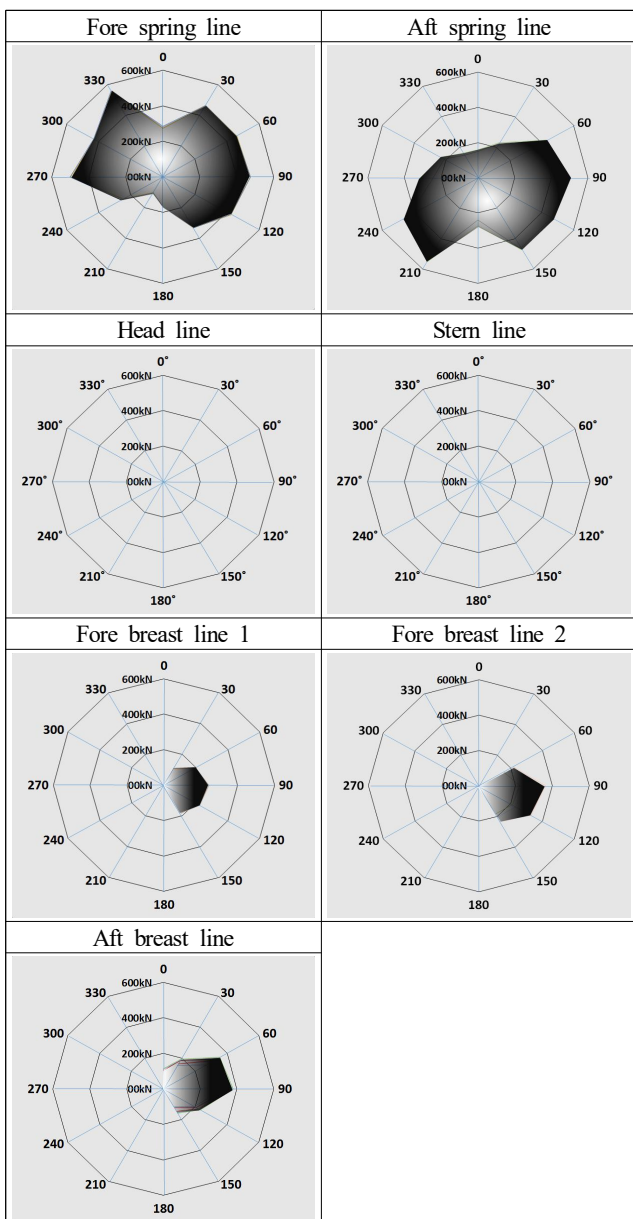 Fore spring line
0
600kN
330
30
400kN
300
60
200kN
270
00kN
90
240
120
210
150
180
Aft spring line
0
600kN
330
30
400kN
300
60
200kN
270
00kN
90
240
120
210
150
180
Head line
0˚
600kN
330˚
30˚
400kN
300˚
60˚
200kN
270˚
00kN
90˚
240˚
120˚
210˚
150˚
180˚
Stern line
0˚
600kN
330˚
30˚
400kN
300˚
60˚
200kN
270˚
00kN
90˚
240˚
120˚
210˚
150˚
180˚
Fore breast line 1
0
600kN
330
30
400kN
300
60
200kN
270
00kN
90
240
120
210
150
180
Fore breast line 2
0
600kN
330
30
400kN
300
60
200kN
270
00kN
90
240
120
210
150
180
Aft breast line
0
600kN
330
30
400kN
300
60
200kN
270
00kN
90
240
120
210
150
180